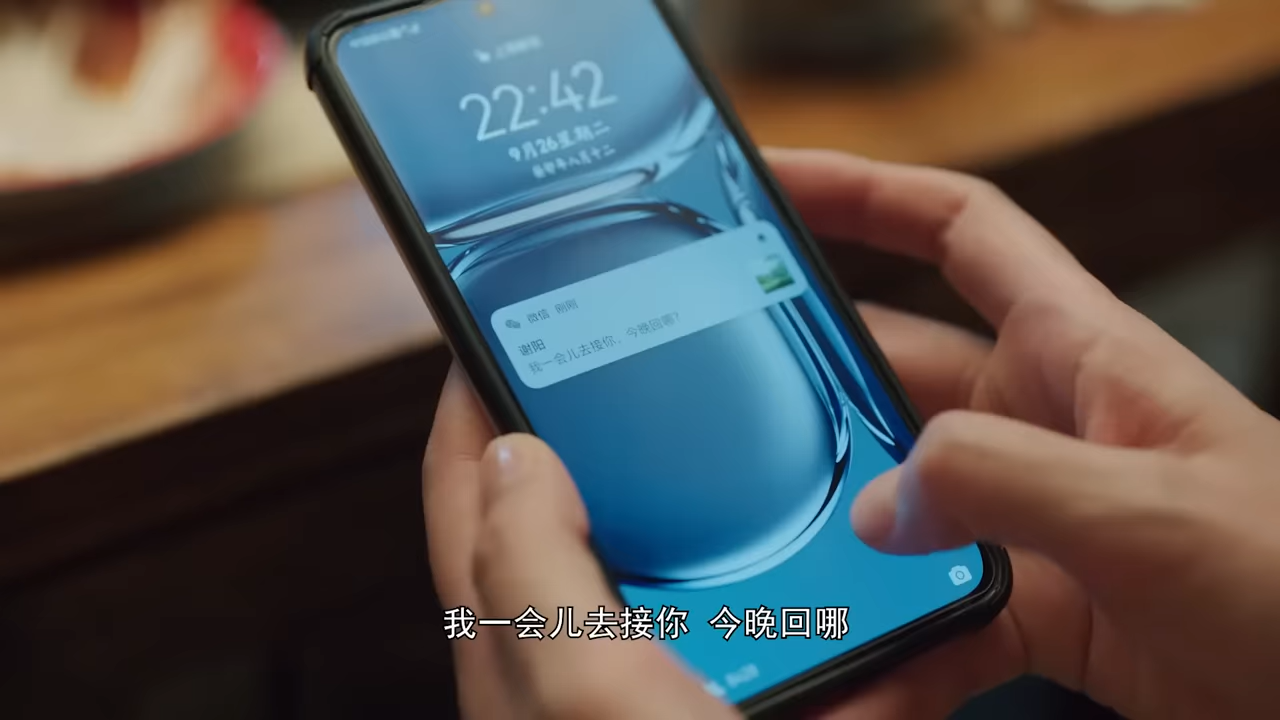 22:42
9月26星期二
微信 刚刚
谢阳
我一会儿去接你，今晚回哪？
我一会儿去接你 今晚回哪